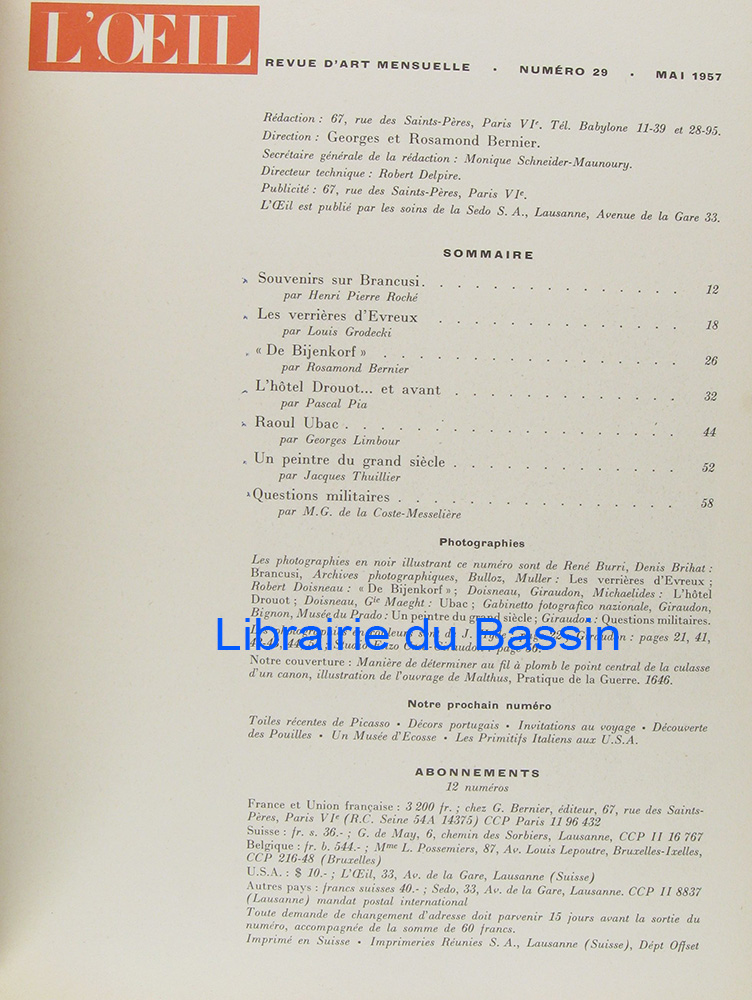 L'ŒIL
REVUE D'ART MENSUELLE • NUMÉRO 29 • MAI 1957
Rédaction : 67, rue des Saints-Pères, Paris VIe. Tél. Babylone 11-39 et 28-95.
Direction : Georges et Rosamond Bernier.
Secrétaire générale de la rédaction : Monique Schneider-Maunoury.
Directeur technique : Robert Delpire.
Publicité : 67, rue des Saints-Pères, Paris VIe.
L'Œil est publié par les soins de la Sedo S. A., Lausanne, Avenue de la Gare 33.
SOMMAIRE
Souvenirs sur Brancusi. . . . . . . . . . . . . . 12
par Henri Pierre Roché
Les verrières d'Evreux . . . . . . . . . . . . . 18
par Louis Grodecki
« De Bijenkorf » . . . . . . . . . . . . . . . 26
par Rosamond Bernier
L'hôtel Drouot... et avant . . . . . . . . . . . . 32
par Pascal Pia
Raoul Ubac . . . . . . . . . . . . . . . . . 44
par Georges Limbour
Un peintre du grand siècle . . . . . . . . . . . . 52
par Jacques Thuillier
Questions militaires . . . . . . . . . . . . . . 58
par M.G. de la Coste-Messelière
Photographies
Les photographies en noir illustrant ce numéro sont de René Burri, Denis Brihat :
Brancusi, Archives photographiques, Bulloz, Muller : Les verrières d'Evreux ;
Robert Doisneau : « De Bijenkorf » ; Doisneau, Giraudon, Michaelides : L'hôtel
Drouot ; Doisneau, Gie Maeght : Ubac ; Gabinetto fotografico nazionale, Giraudon,
Bignon, Musée du Prado : Un peintre du grand siècle ; Giraudon : Questions militaires.
Librairie du Bassin
Les photographies en couleurs sont de J. 22 ; Giraudon : pages 21, 41,
Studio Enzo page 56.
Notre couverture : Manière de déterminer au fil à plomb le point central de la culasse
d'un canon, illustration de l'ouvrage de Malthus, Pratique de la Guerre. 1646.
Notre prochain numéro
Toiles récentes de Picasso • Décors portugais • Invitations au voyage • Découverte
des Pouilles • Un Musée d'Ecosse • Les Primitifs Italiens aux U.S.A.
ABONNEMENTS
12 numéros
France et Union française : 3 200 fr. ; chez G. Bernier, éditeur, 67, rue des Saints-
Pères, Paris VIe (R.C. Seine 54A 14375) CCP Paris 11 96 432
Suisse : fr. s. 36.- ; G. de May, 6, chemin des Sorbiers, Lausanne, CCP II 16 767
Belgique : fr. b. 544.- ; Mme L. Possemiers, 87, Av. Louis Lepoutre, Bruxelles-Ixelles,
CCP 216-48 (Bruxelles)
U.S.A. : $ 10.- ; L'Œil, 33, Av. de la Gare, Lausanne (Suisse)
Autres pays : francs suisses 40.- ; Sedo, 33, Av. de la Gare, Lausanne. CCP II 8837
(Lausanne) mandat postal international
Toute demande de changement d'adresse doit parvenir 15 jours avant la sortie du
numéro, accompagnée de la somme de 60 francs.
Imprimé en Suisse • Imprimeries Réunies S. A., Lausanne (Suisse), Dépt Offset